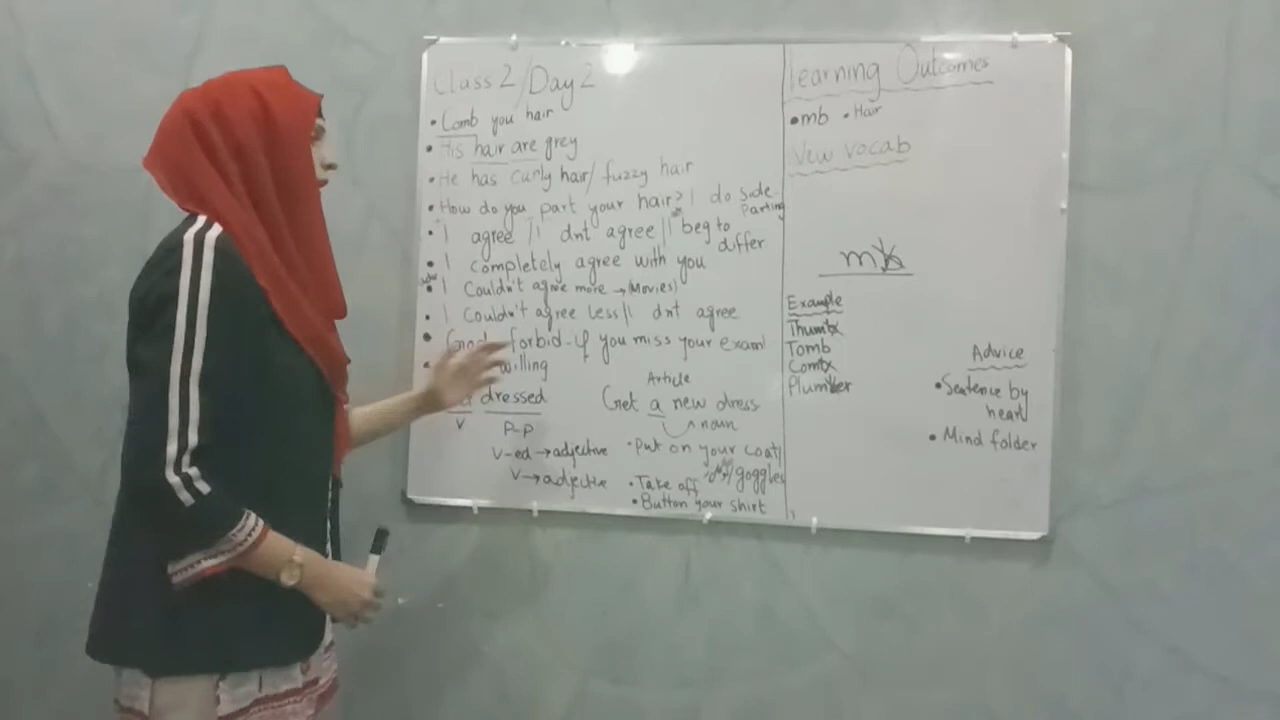 Class 2/Day 2
• Comb you hair
• His hair are grey
• He has curly hair/ fuzzy hair
• How do you part your hair? I do side-
parting
• I agree // I dnt agree // I beg to
differ
• I completely agree with you
• I Couldn't agree more → (Movies)
• I Couldn't agree less // I dnt agree
• forbid - if you miss your exam
• willing
dressed
V P-P
V-ed → adjective
V → adjective
Article
Get a new dress
noun
• Put on your coat
• Take off goggles
• Button your shirt
learning Outcomes
• mb • Hair
New vocab
mb
Example
Thumb
Tomb
Comb
Plumber
Advice
• Sentence by
heart
• Mind folder